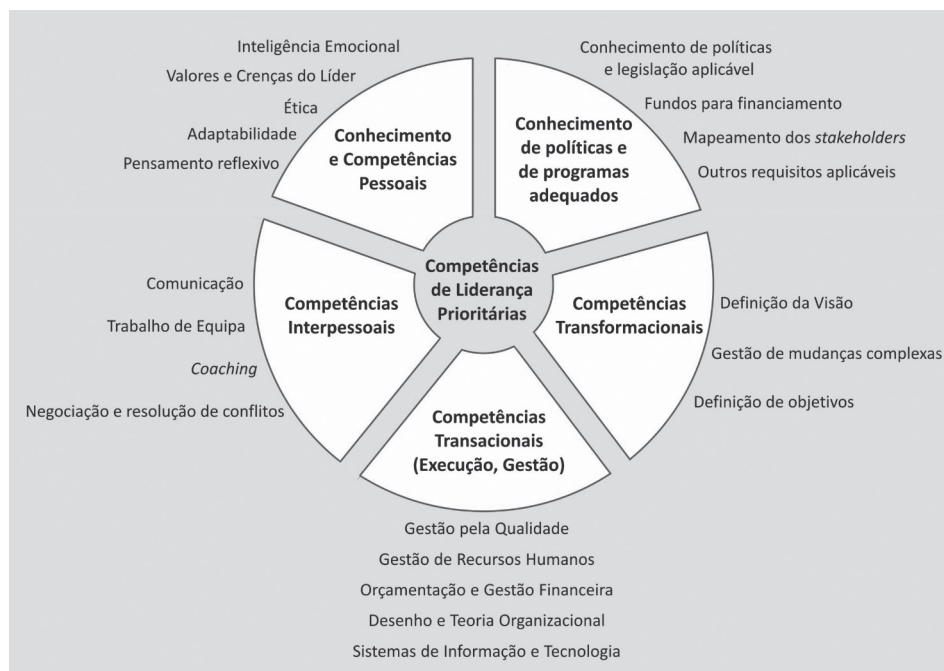 Inteligência Emocional
Valores e Crenças do Líder
Ética
Adaptabilidade
Pensamento reflexivo
Conhecimento
e Competências
Pessoais
Conhecimento de políticas
e legislação aplicável
Fundos para financiamento
Mapeamento dos stakeholders
Outros requisitos aplicáveis
Conhecimento
de políticas e
de programas
adequados
Competências
de Liderança
Prioritárias
Comunicação
Trabalho de Equipa
Coaching
Negociação e resolução de conflitos
Competências
Interpessoais
Competências
Transformacionais
Definição da Visão
Gestão de mudanças complexas
Definição de objetivos
Competências
Transacionais
(Execução, Gestão)
Gestão pela Qualidade
Gestão de Recursos Humanos
Orçamentação e Gestão Financeira
Desenho e Teoria Organizacional
Sistemas de Informação e Tecnologia